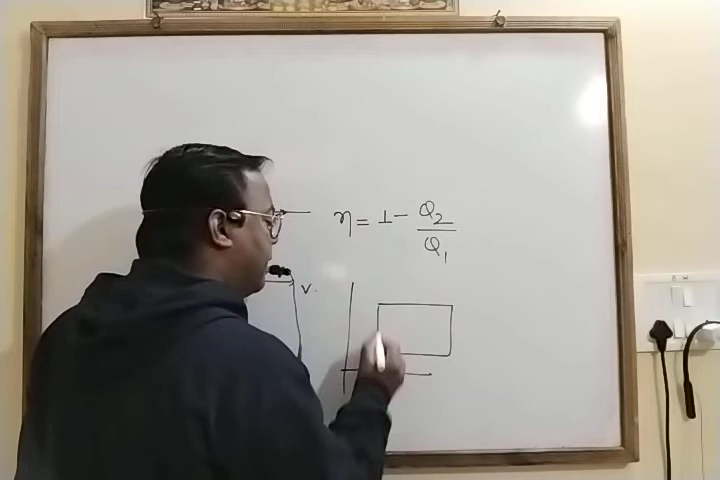 η = 1 - Q₂/Q₁
V.